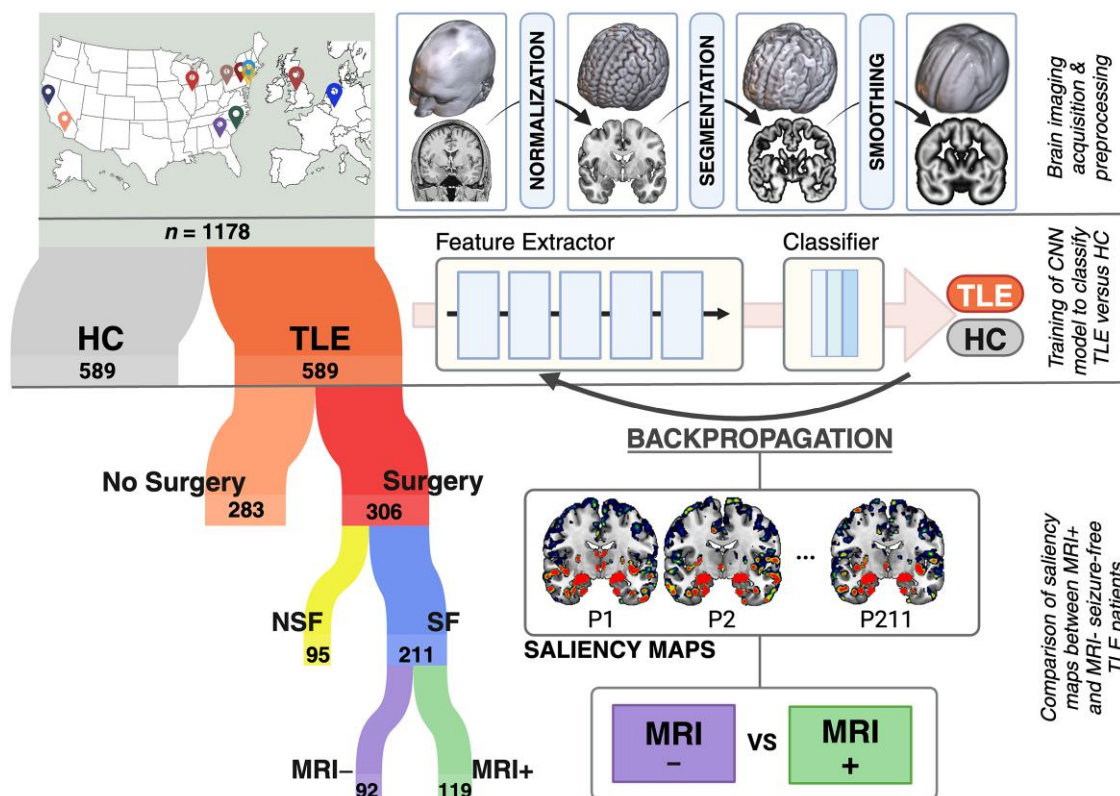 NORMALIZATION
SEGMENTATION
SMOOTHING
Brain imaging
acquisition &
preprocessing
n = 1178
HC
589
TLE
589
Feature Extractor
Classifier
TLE
HC
Training of CNN
model to classify
TLE versus HC
BACKPROPAGATION
No Surgery
283
Surgery
306
NSF
95
SF
211
MRI–
92
MRI+
119
...
P1
P2
P211
SALIENCY MAPS
MRI
–
VS
MRI
+
Comparison of saliency
maps between MRI+
and MRI- seizure-free
TLE patients